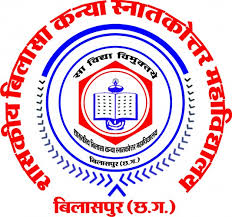 शासकीय बिलासा कन्या स्नातकोत्तर महाविद्यालय
सा विद्या विमुक्तये
बिलासपुर (छ.ग.)
बिलासपुर (छ.ग.)